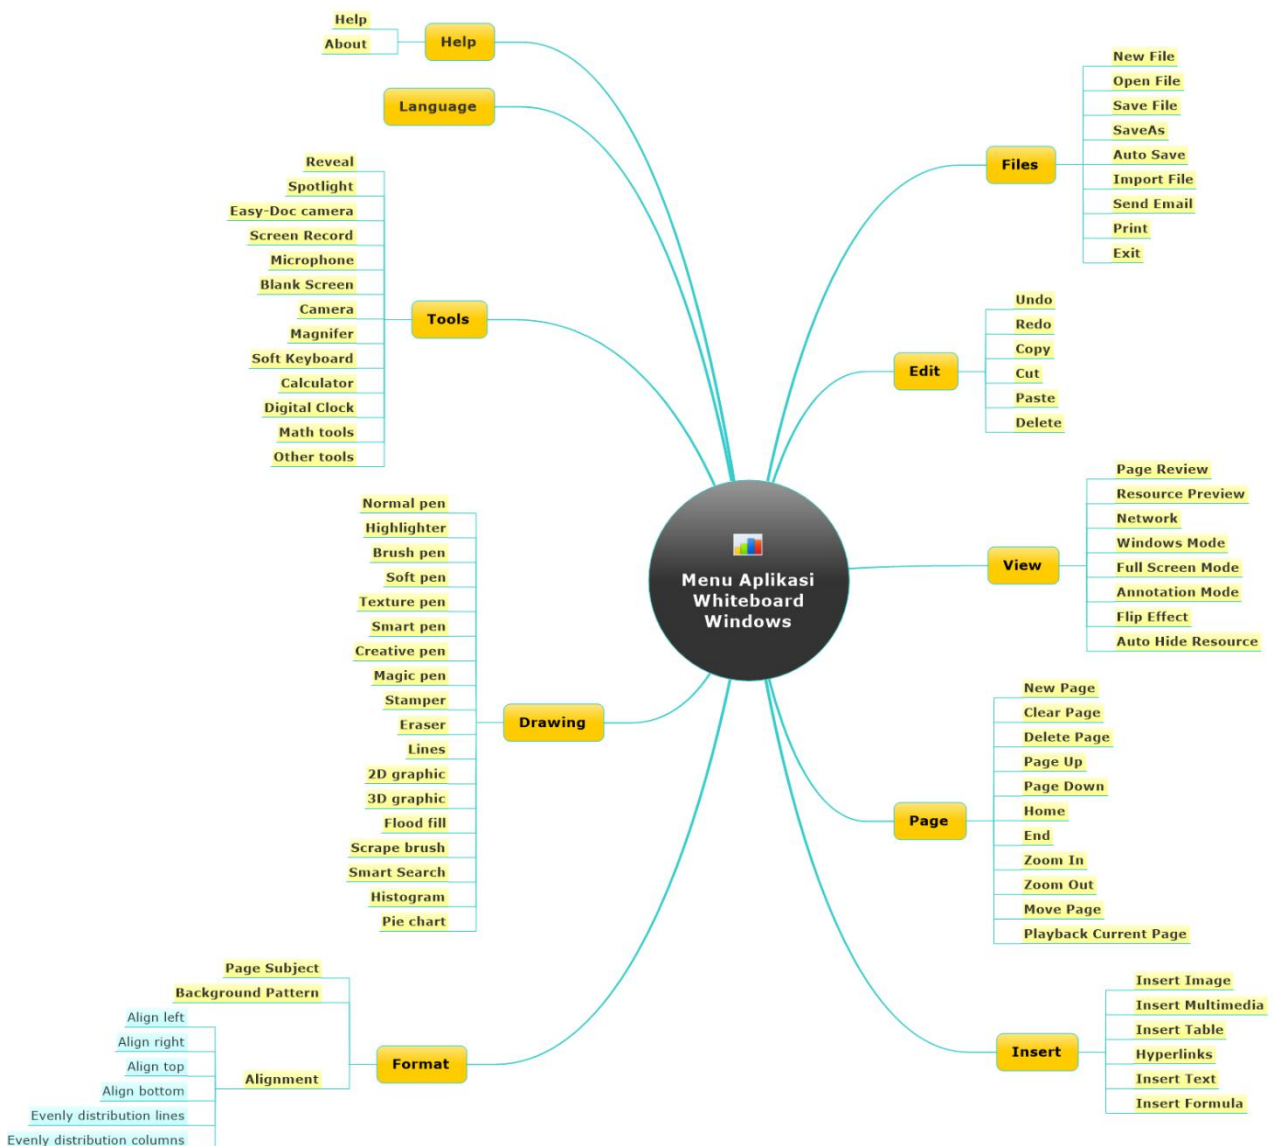 Menu Aplikasi
Whiteboard
Windows
Files
New File
Open File
Save File
SaveAs
Auto Save
Import File
Send Email
Print
Exit
Edit
Undo
Redo
Copy
Cut
Paste
Delete
View
Page Review
Resource Preview
Network
Windows Mode
Full Screen Mode
Annotation Mode
Flip Effect
Auto Hide Resource
Page
New Page
Clear Page
Delete Page
Page Up
Page Down
Home
End
Zoom In
Zoom Out
Move Page
Playback Current Page
Insert
Insert Image
Insert Multimedia
Insert Table
Hyperlinks
Insert Text
Insert Formula
Help
Help
About
Language
Tools
Reveal
Spotlight
Easy-Doc camera
Screen Record
Microphone
Blank Screen
Camera
Magnifer
Soft Keyboard
Calculator
Digital Clock
Math tools
Other tools
Drawing
Normal pen
Highlighter
Brush pen
Soft pen
Texture pen
Smart pen
Creative pen
Magic pen
Stamper
Eraser
Lines
2D graphic
3D graphic
Flood fill
Scrape brush
Smart Search
Histogram
Pie chart
Format
Page Subject
Background Pattern
Alignment
Align left
Align right
Align top
Align bottom
Evenly distribution lines
Evenly distribution columns